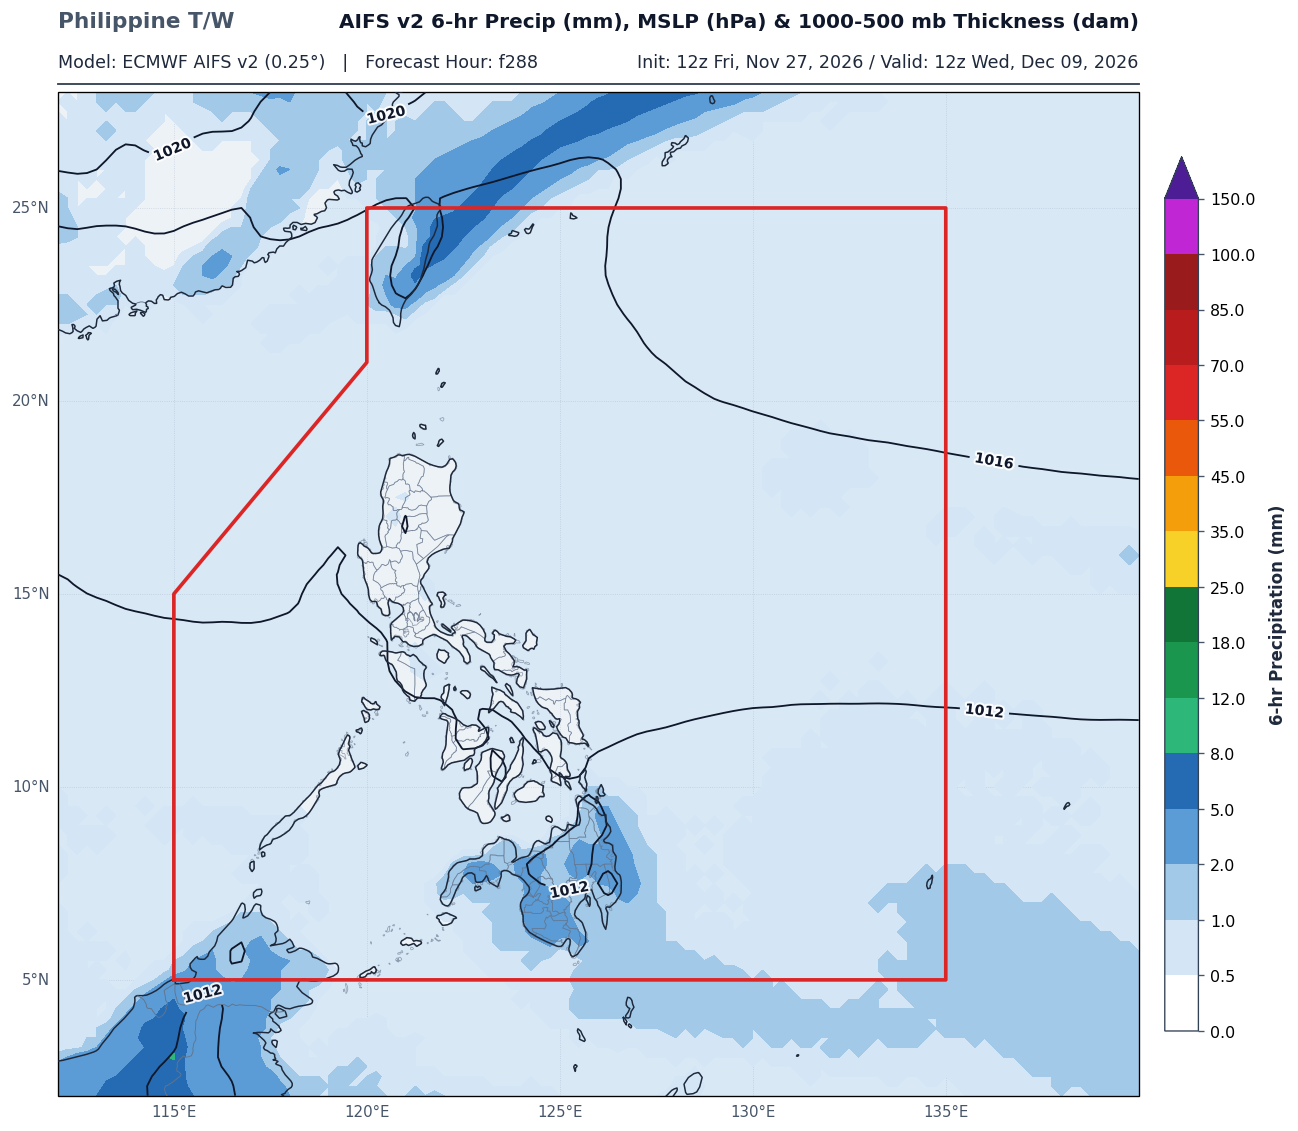 Philippine T/W
AIFS v2 6-hr Precip (mm), MSLP (hPa) & 1000-500 mb Thickness (dam)
Model: ECMWF AIFS v2 (0.25°) | Forecast Hour: f288
Init: 12z Fri, Nov 27, 2026 / Valid: 12z Wed, Dec 09, 2026
1020
1020
25°N
20°N
15°N
10°N
5°N
1016
1012
1012
1012
115°E
120°E
125°E
130°E
135°E
150.0
100.0
85.0
70.0
55.0
45.0
35.0
25.0
18.0
12.0
8.0
5.0
2.0
1.0
0.5
0.0
6-hr Precipitation (mm)